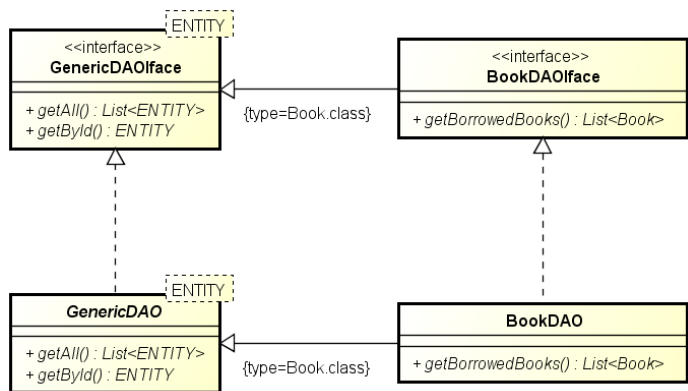 ENTITY
<<interface>>
GenericDAOIface
+ getAll() : List<ENTITY>
+ getById() : ENTITY
{type=Book.class}
<<interface>>
BookDAOIface
+ getBorrowedBooks() : List<Book>
ENTITY
GenericDAO
+ getAll() : List<ENTITY>
+ getById() : ENTITY
{type=Book.class}
BookDAO
+ getBorrowedBooks() : List<Book>